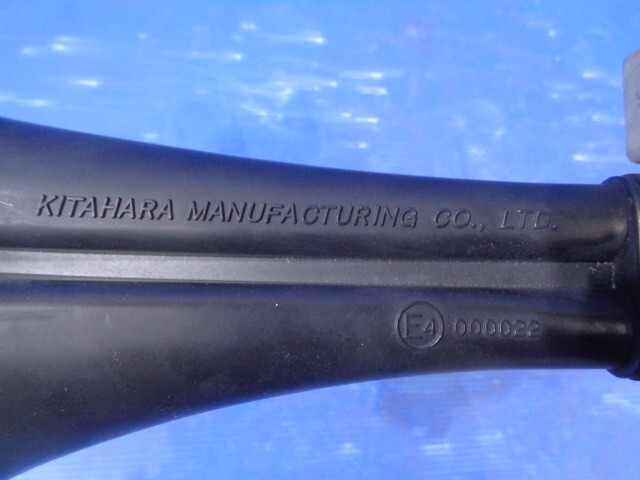 KITAHARA MANUFACTURING CO., LTD.
E4 000022